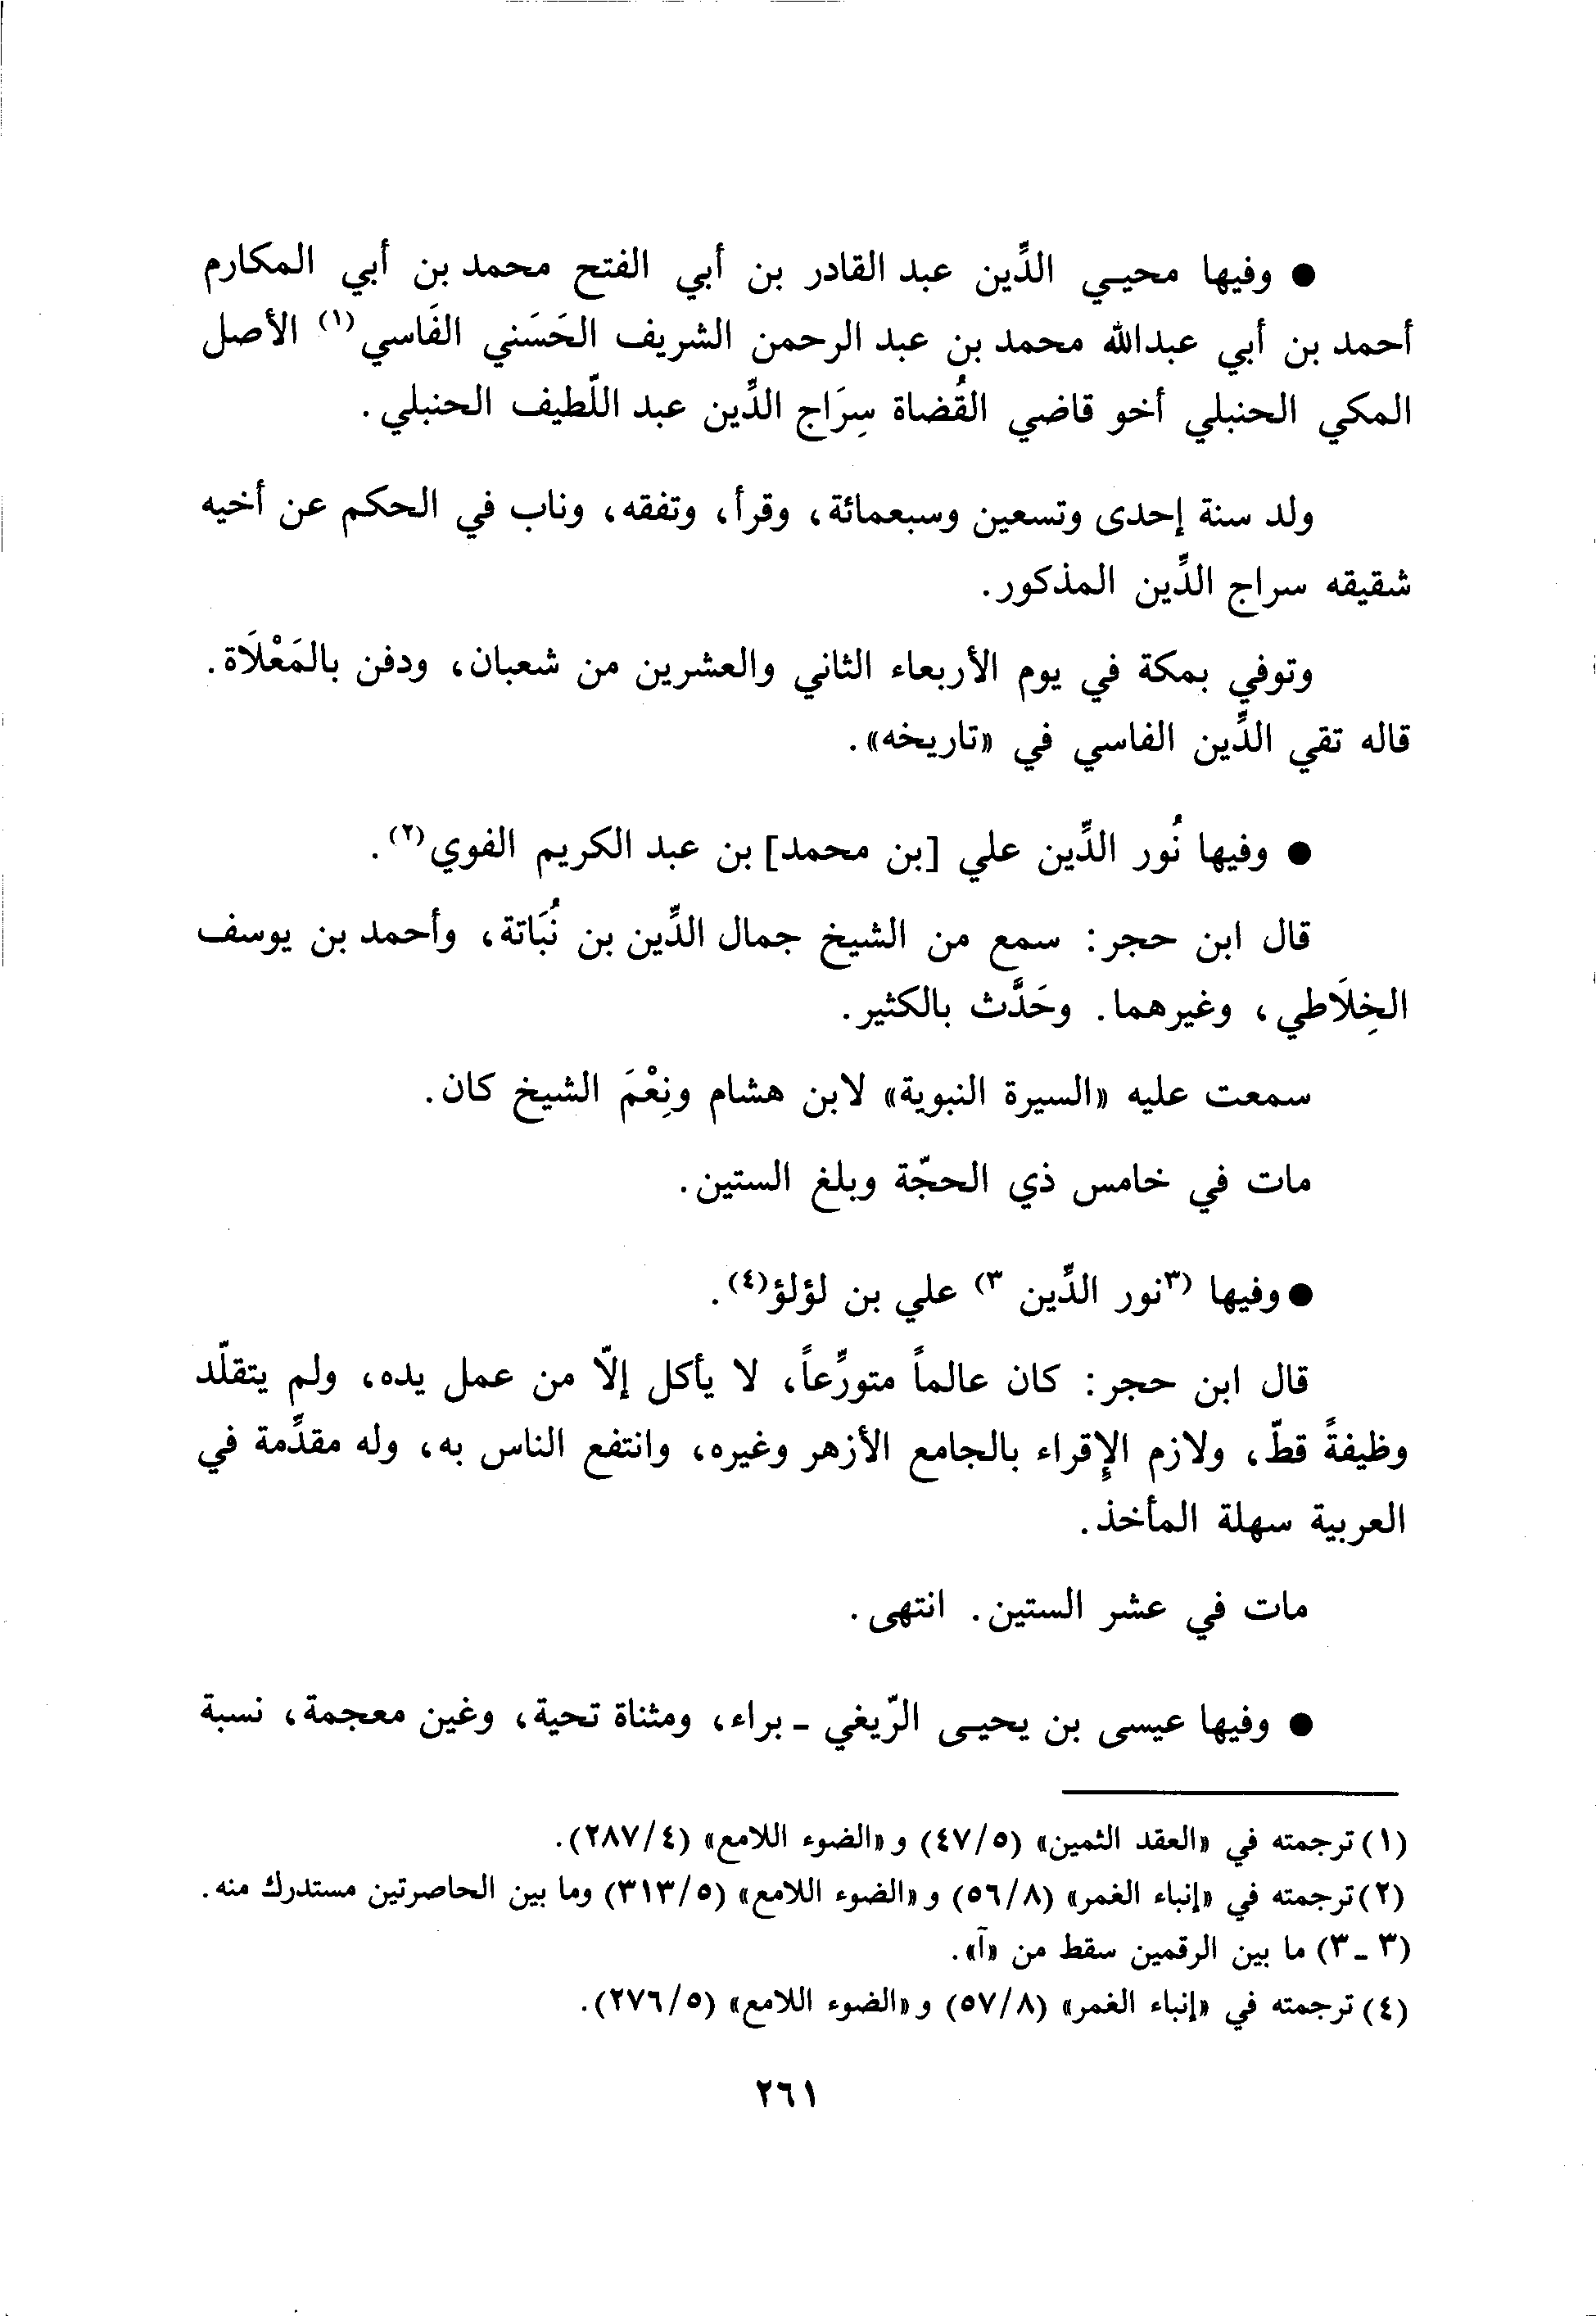 ● وفيها محيـي الدِّين عبد القادر بن أبي الفتح محمد بن أبي المكارم
أحمد بن أبي عبدالله محمد بن عبد الرحمن الشريف الحَسَني الفَاسي(١) الأصل
المكي الحنبلي أخو قاضي القُضاة سِرَاج الدِّين عبد اللّطيف الحنبلي.
ولد سنة إحدى وتسعين وسبعمائة، وقرأ، وتفقه، وناب في الحكم عن أخيه
شقيقه سراج الدِّين المذكور.
وتوفي بمكة في يوم الأربعاء الثاني والعشرين من شعبان، ودفن بالمَعْلَاة.
قاله تقي الدِّين الفاسي في «تاريخه».
● وفيها نُور الدِّين علي [بن محمد] بن عبد الكريم الفوي(٢).
قال ابن حجر: سمع من الشيخ جمال الدِّين بن نُبَاتة، وأحمد بن يوسف
الخِلَاطي، وغيرهما. وحَدَّث بالكثير.
سمعت عليه «السيرة النبوية» لابن هشام ونِعْمَ الشيخ كان.
مات في خامس ذي الحجّة وبلغ الستين.
● وفيها (٣نور الدِّين ٣) علي بن لؤلؤ(٤).
قال ابن حجر: كان عالماً متورِّعاً، لا يأكل إلّا من عمل يده، ولم يتقلّد
وظيفةً قطّ، ولازم الإقراء بالجامع الأزهر وغيره، وانتفع الناس به، وله مقدِّمة في
العربية سهلة المأخذ.
مات في عشر الستين. انتهى.
● وفيها عيسى بن يحيـى الرّيغي - براء، ومثناة تحية، وغين معجمة، نسبة
(١) ترجمته في «العقد الثمين» (٤٧/٥) و «الضوء اللامع» (٢٨٧/٤).
(٢) ترجمته في «إنباء الغمر» (٥٦/٨) و «الضوء اللامع» (٣١٣/٥) وما بين الحاصرتين مستدرك منه.
(٣ - ٣) ما بين الرقمين سقط من «آ».
(٤) ترجمته في «إنباء الغمر» (٥٧/٨) و «الضوء اللامع» (٢٧٦/٥).
٢٦١